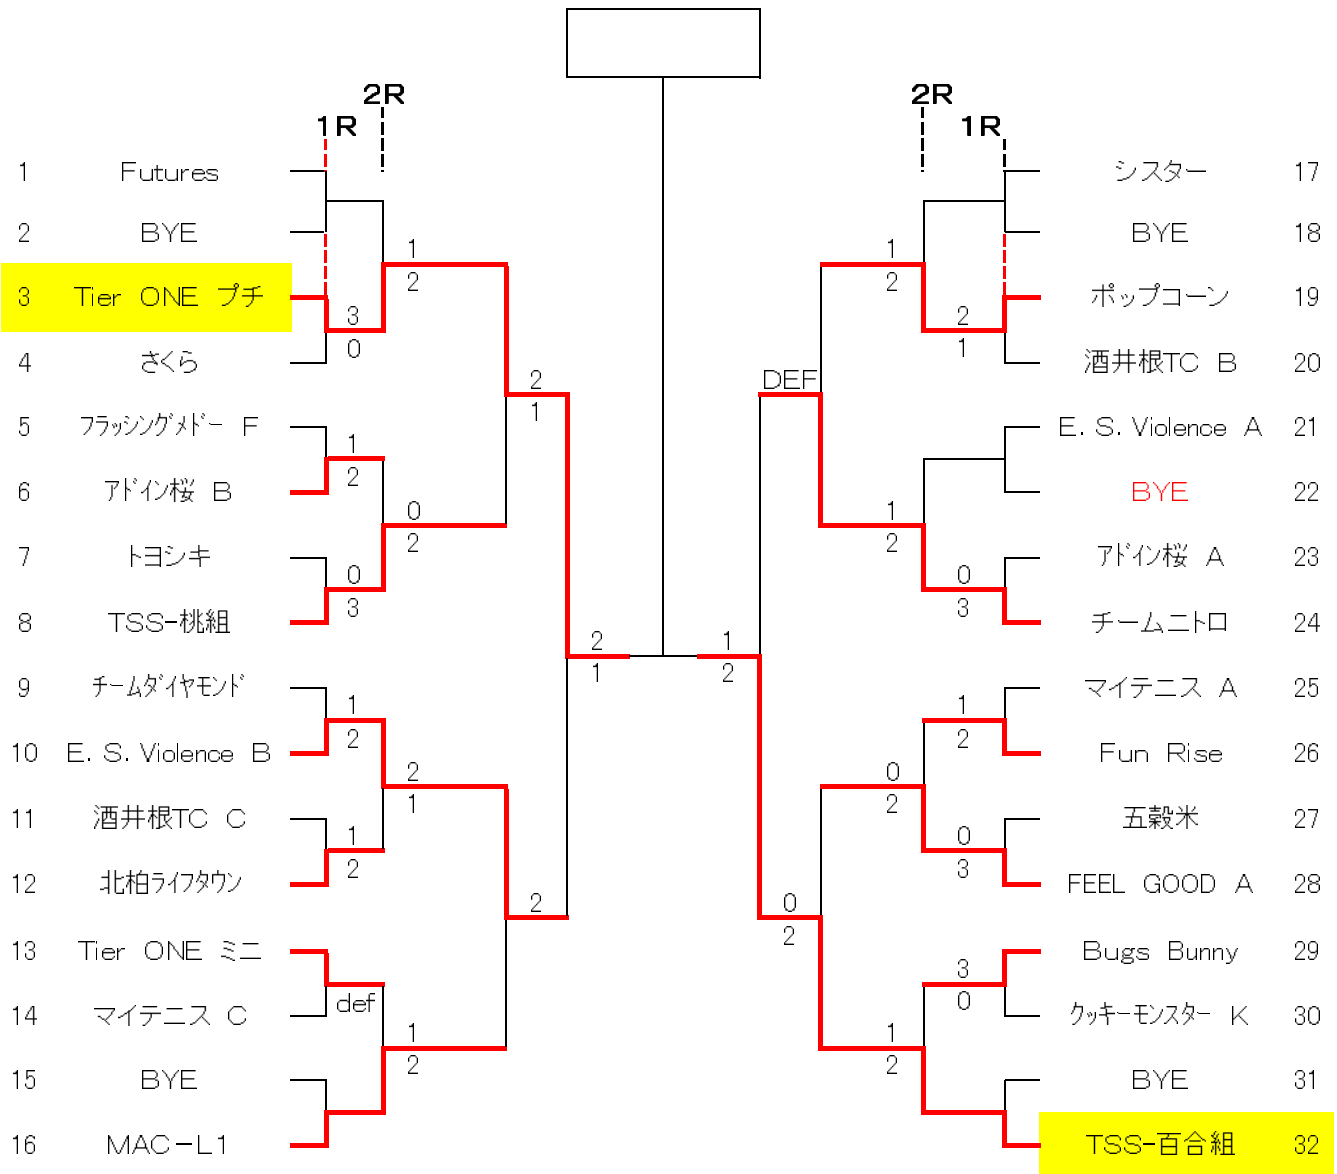 2R 2R
1R 1R
1 Futures シスター 17
2 BYE BYE 18
1 1
2 2
3 Tier ONE プチ ポップコーン 19
3 2
0 1
4 さくら 酒井根TC B 20
2 DEF
1
5 フラッシングメドー F E. S. Violence A 21
1
2
6 アドイン桜 B BYE 22
0 1
2 2
7 トヨシキ アドイン桜 A 23
0 0
3 3
8 TSS-桃組 チームニトロ 24
2 1
1 2
9 チームダイヤモンド マイテニス A 25
1 1
2 2
10 E. S. Violence B Fun Rise 26
2 0
1 2
11 酒井根TC C 五穀米 27
1 0
2 3
12 北柏ライフタウン FEEL GOOD A 28
2 0
2
13 Tier ONE ミニ Bugs Bunny 29
3
def 0
14 マイテニス C クッキーモンスター K 30
1 1
2 2
15 BYE BYE 31
16 MAC-L1 TSS-百合組 32